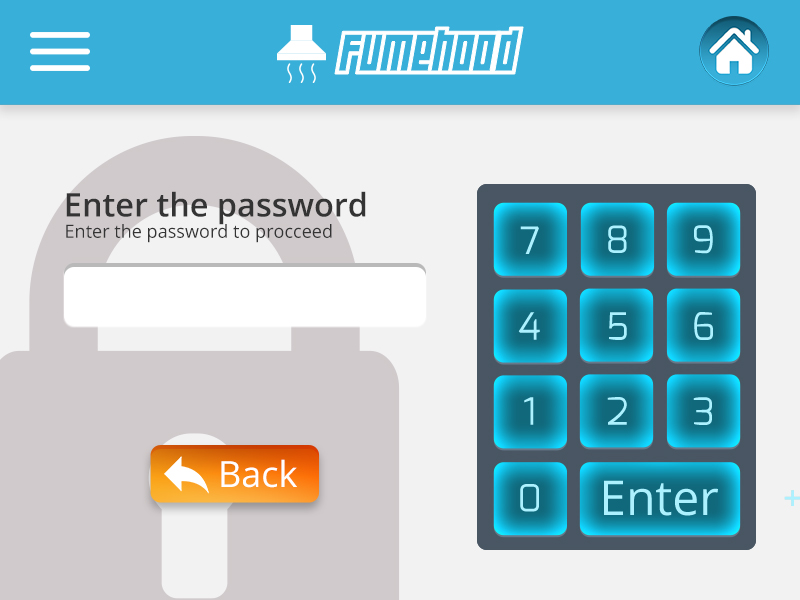 Fumehood
Enter the password
Enter the password to procceed
7 8 9
4 5 6
1 2 3
Back
0 Enter
+